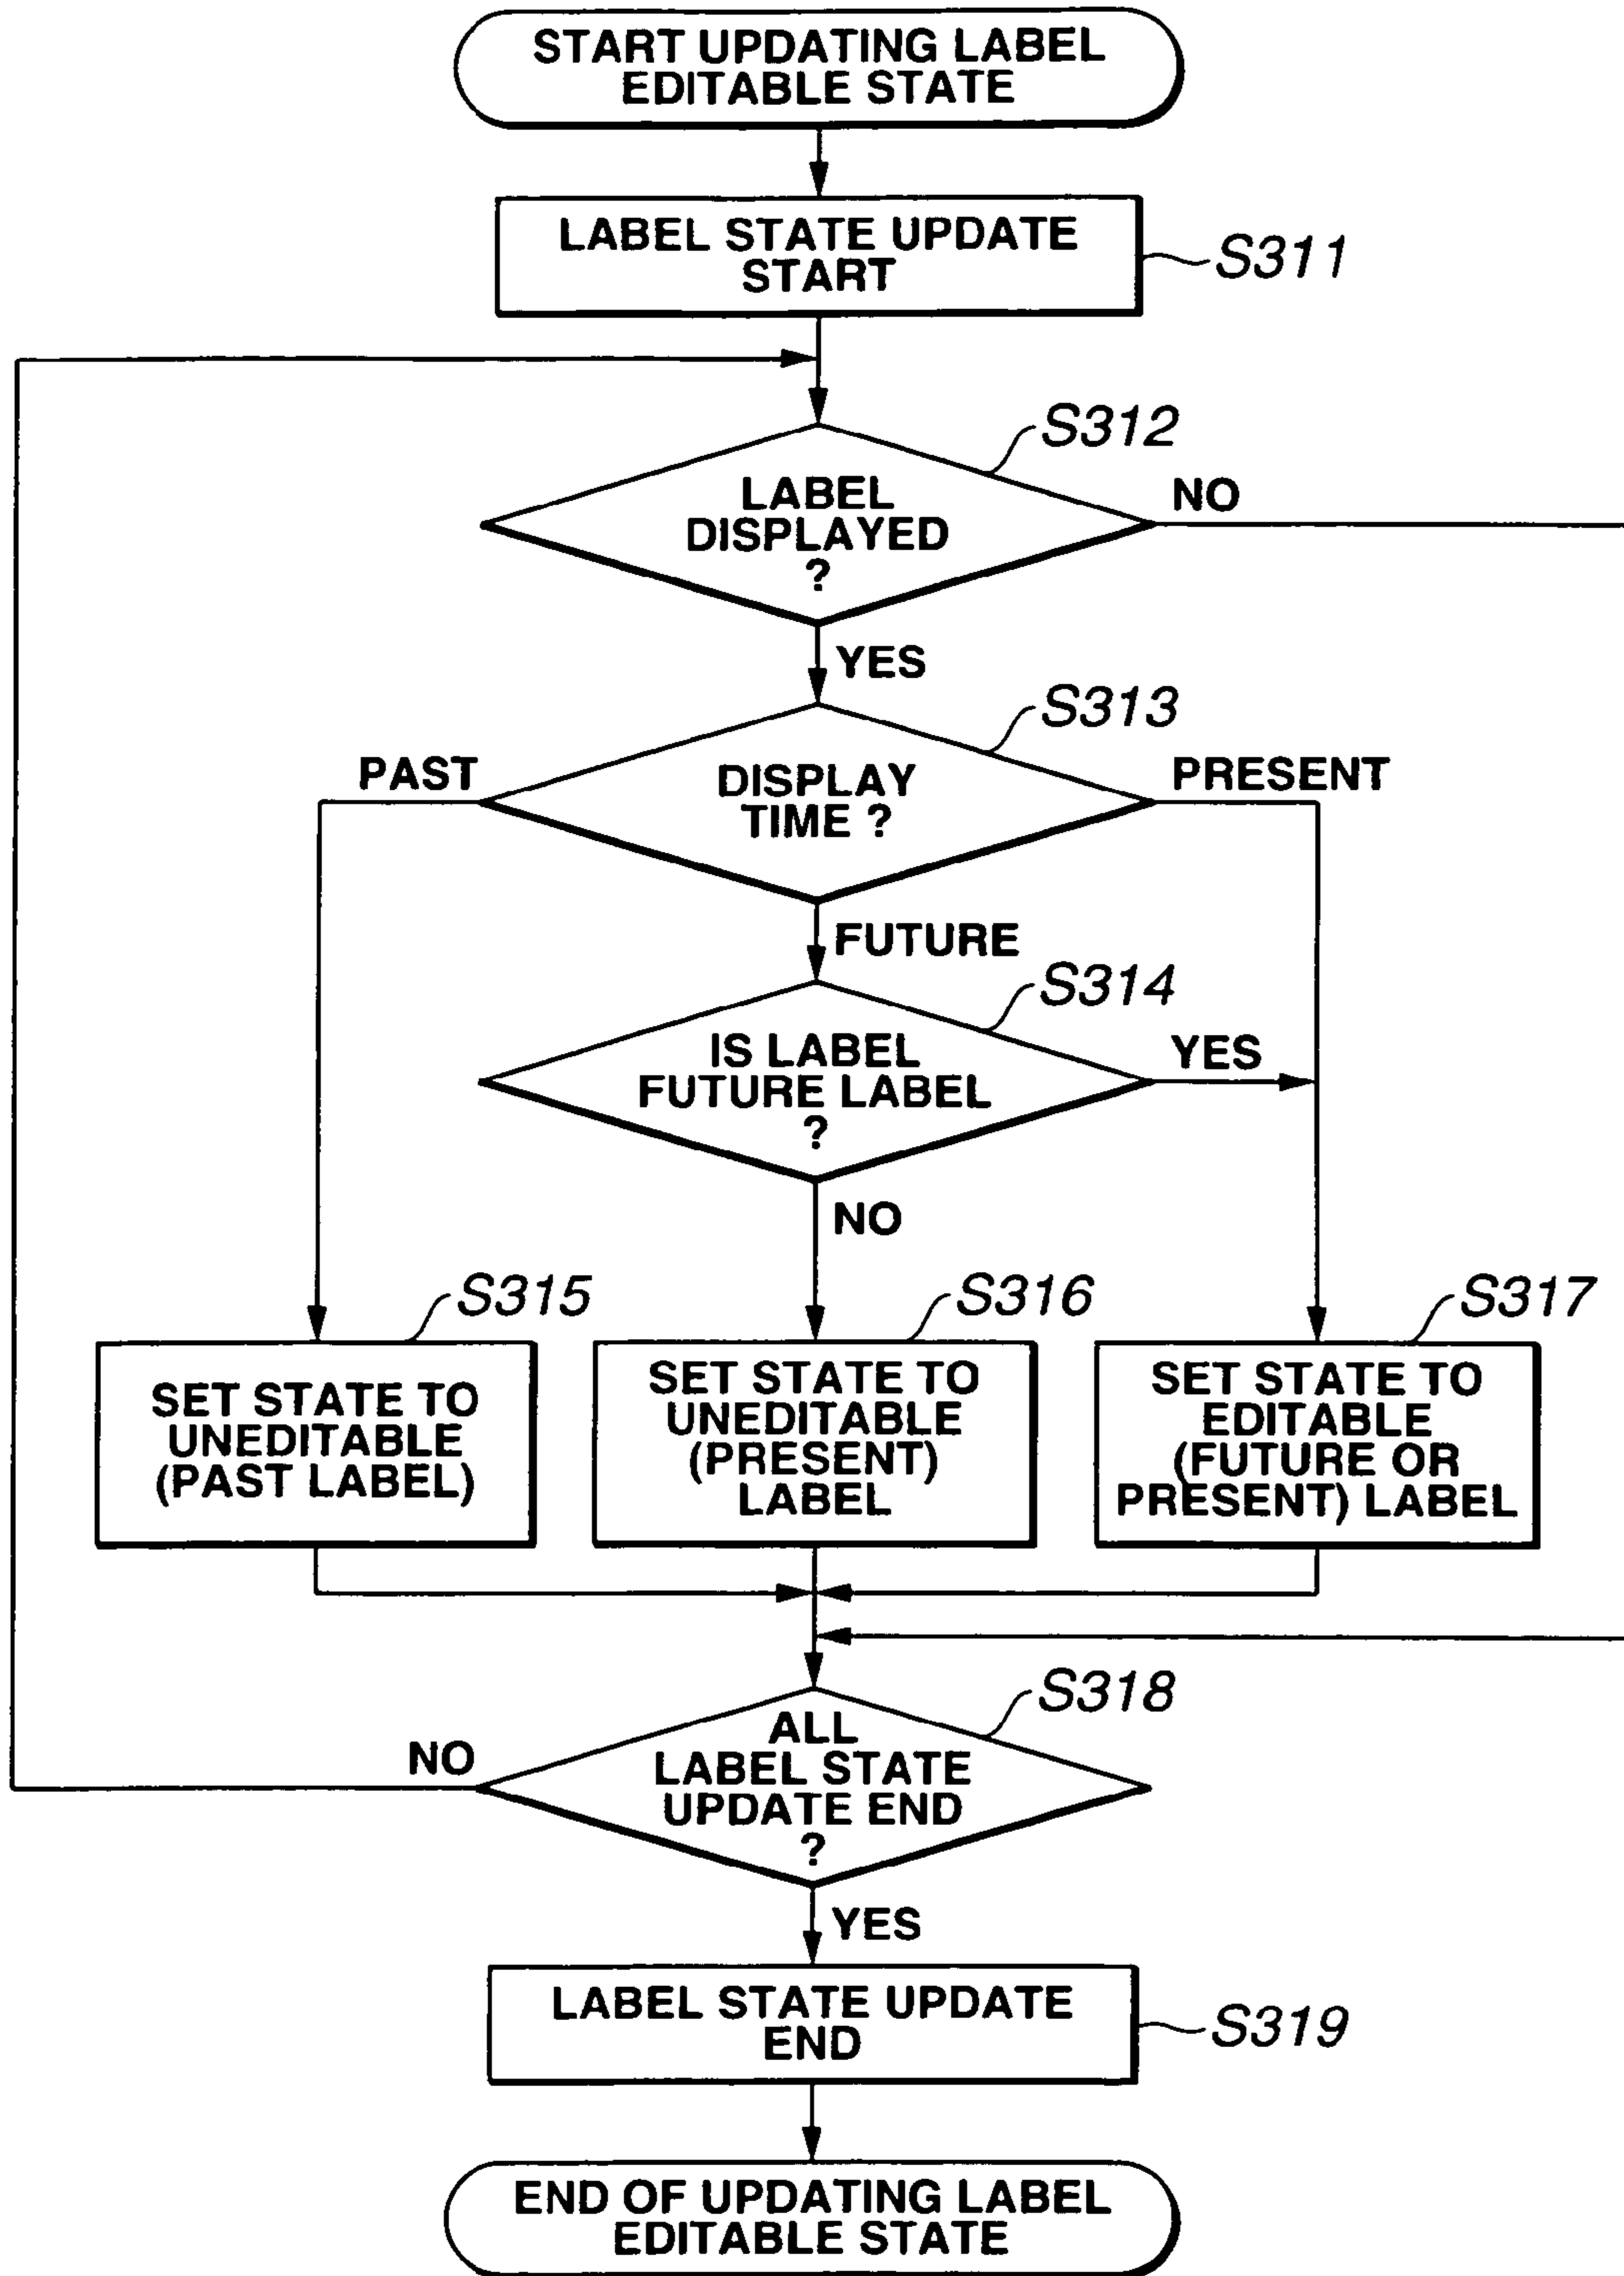 START UPDATING LABEL
EDITABLE STATE
LABEL STATE UPDATE
START
S311
S312
LABEL
DISPLAYED
?
NO
YES
S313
PAST
DISPLAY
TIME ?
PRESENT
FUTURE
S314
IS LABEL
FUTURE LABEL
?
YES
NO
S315
SET STATE TO
UNEDITABLE
(PAST LABEL)
S316
SET STATE TO
UNEDITABLE
(PRESENT)
LABEL
S317
SET STATE TO
EDITABLE
(FUTURE OR
PRESENT) LABEL
S318
ALL
LABEL STATE
UPDATE END
?
NO
YES
LABEL STATE UPDATE
END
S319
END OF UPDATING LABEL
EDITABLE STATE